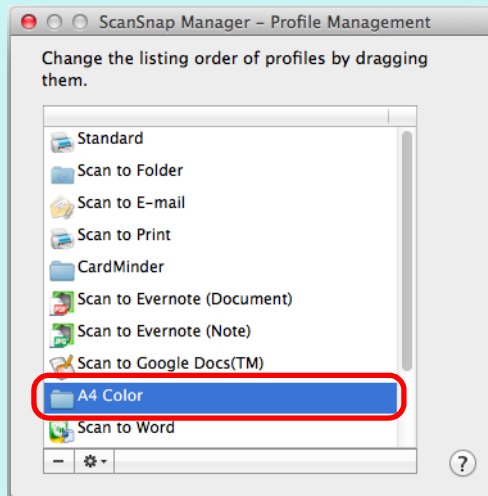 ScanSnap Manager – Profile Management
Change the listing order of profiles by dragging
them.
Standard
Scan to Folder
Scan to E-mail
Scan to Print
CardMinder
Scan to Evernote (Document)
Scan to Evernote (Note)
Scan to Google Docs(TM)
A4 Color
Scan to Word
?